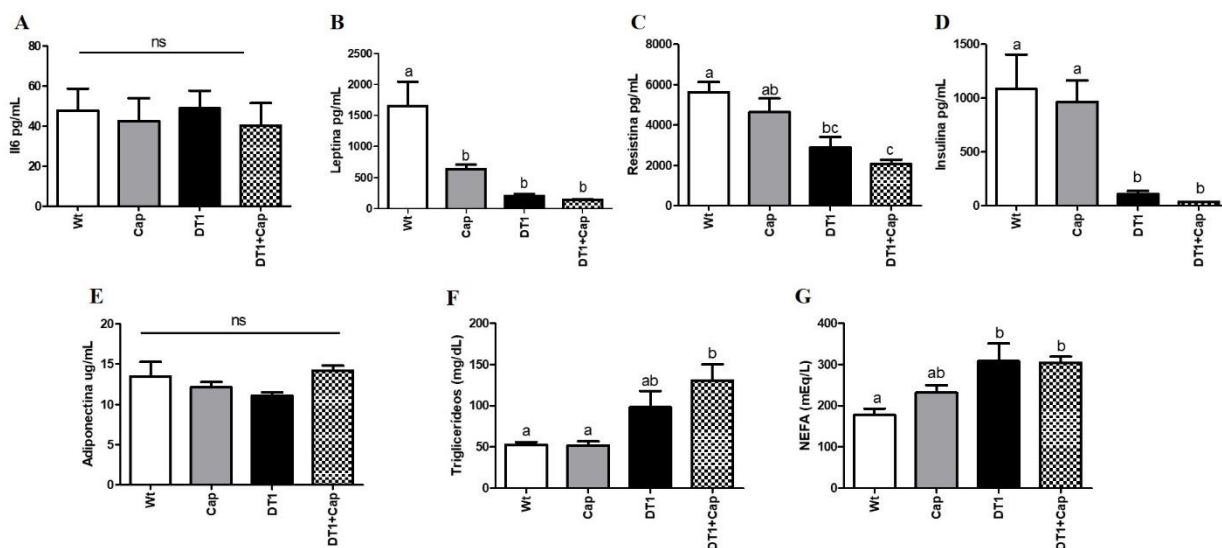 A
ns
Il6 pg/mL
80
60
40
20
0
Wt
Cap
DT1
DT1+Cap
B
Leptina pg/mL
2500
2000
1500
1000
500
0
a
b
b
b
Wt
Cap
DT1
DT1+Cap
C
Resistina pg/mL
8000
6000
4000
2000
0
a
ab
bc
c
Wt
Cap
DT1
DT1+Cap
D
Insulina pg/mL
1500
1000
500
0
a
a
b
b
Wt
Cap
DT1
DT1+Cap
E
ns
Adiponectina ug/mL
20
15
10
5
0
Wt
Cap
DT1
DT1+Cap
F
Triglicerídeos (mg/dL)
200
150
100
50
0
a
a
ab
b
Wt
Cap
DT1
DT1+Cap
G
NEFA (mEq/L)
400
300
200
100
0
a
ab
b
b
Wt
Cap
DT1
DT1+Cap